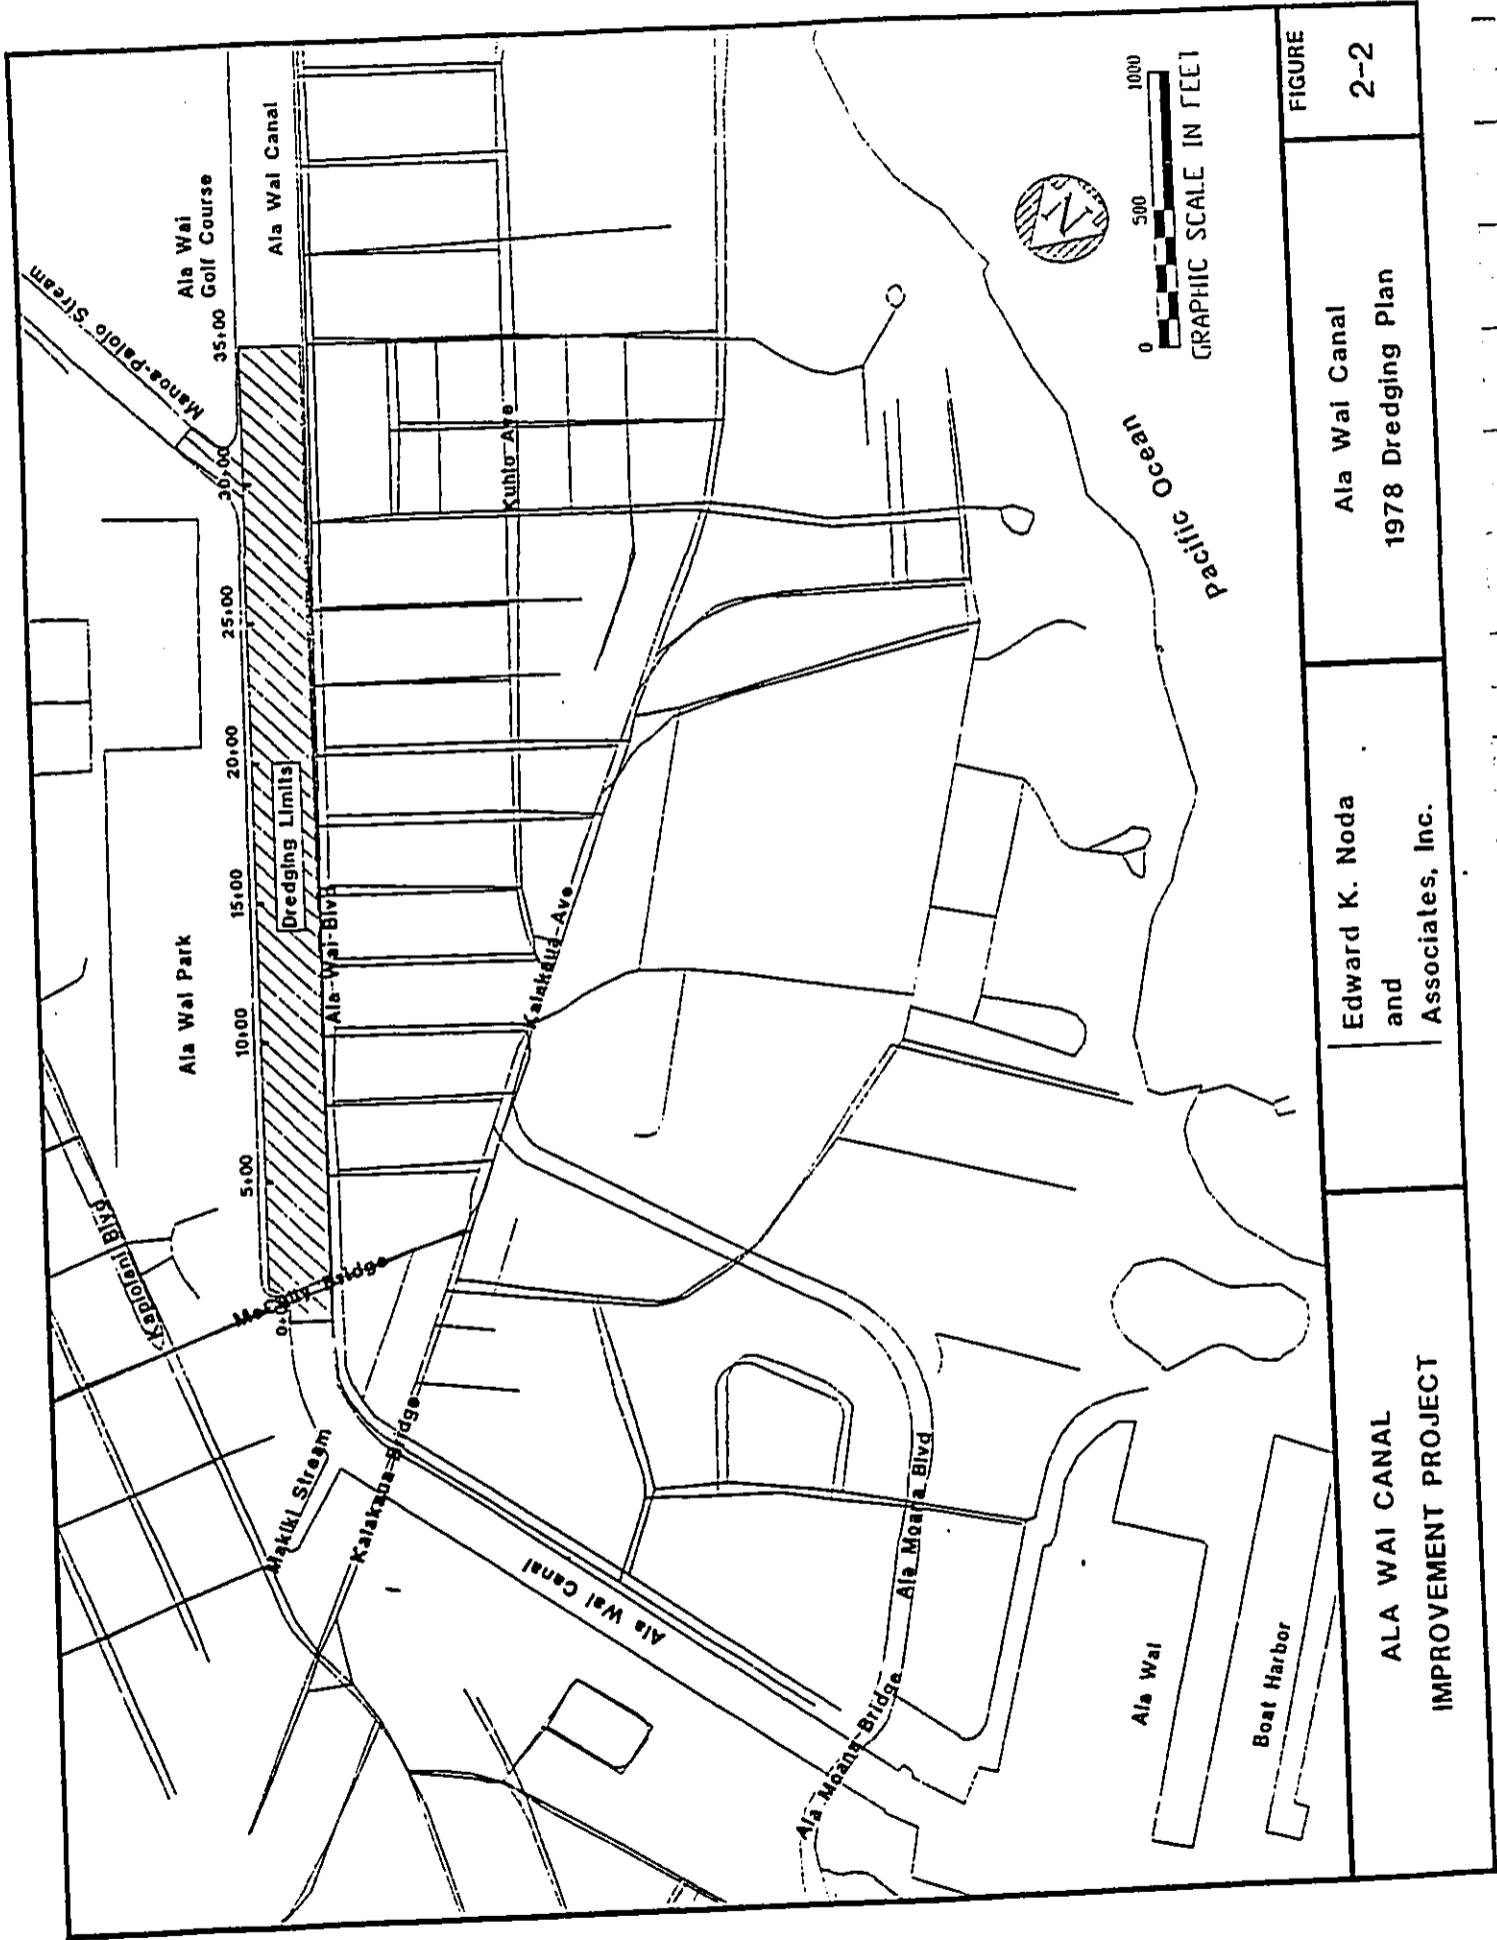 Manoa-Palolo Stream
Ala Wai
Golf Course
Ala Wai Canal
35+00
30+00
25+00
20+00
15+00
10+00
5+00
0+00
Dredging Limits
Ala Wai Park
Ala-Wai-Blvd
Kuhio Ave
Kalakaua-Ave
Kapiolani Blvd
McCully-Bridge
Makiki Stream
Kalakaua-Bridge
Ala Wai Canal
Ala Moana Blvd
Ala Moana-Bridge
Ala Wai
Boat Harbor
Pacific Ocean
N
0 500 1000
GRAPHIC SCALE IN FEET
ALA WAI CANAL
IMPROVEMENT PROJECT
Edward K. Noda
and
Associates, Inc.
Ala Wai Canal
1978 Dredging Plan
FIGURE
2-2